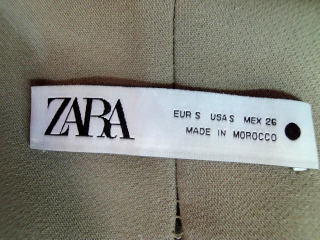 ZARA
EUR S USA S MEX 26
MADE IN MOROCCO